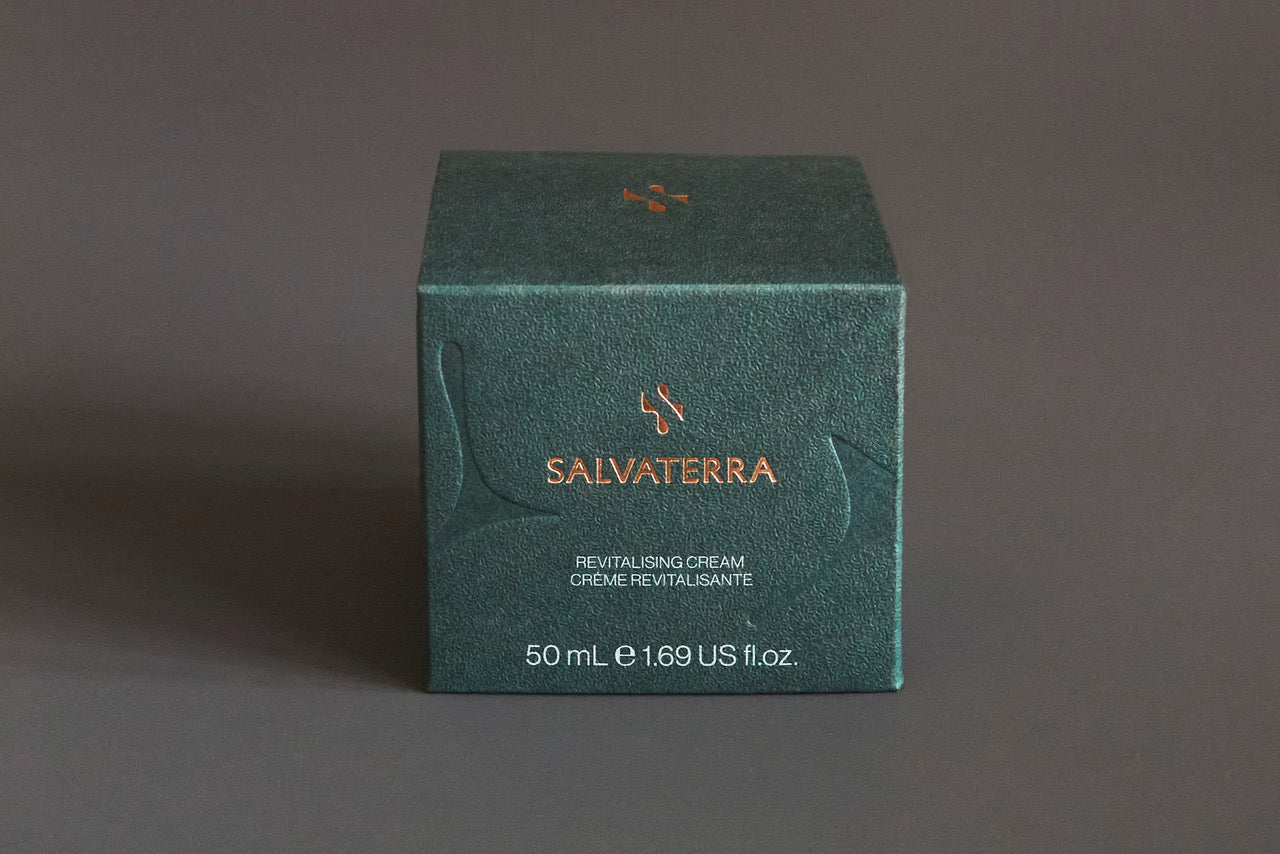 SALVATERRA
REVITALISING CREAM
CRÈME REVITALISANTE
50 mL ℮ 1.69 US fl.oz.